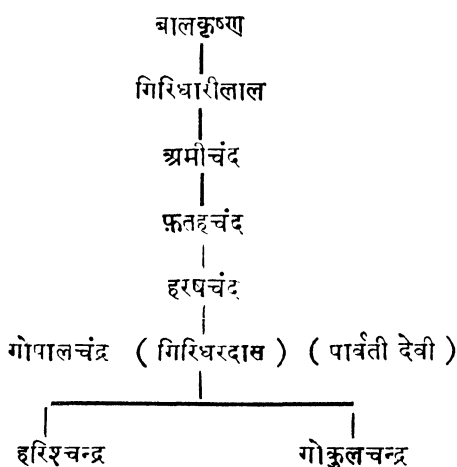 बालकृष्ण
गिरिधारीलाल
अमीचंद
फ़तहचंद
हरषचंद
गोपालचंद्र ( गिरिधरदास ) ( पार्वती देवी )
हरिश्चन्द्र गोकुलचन्द्र